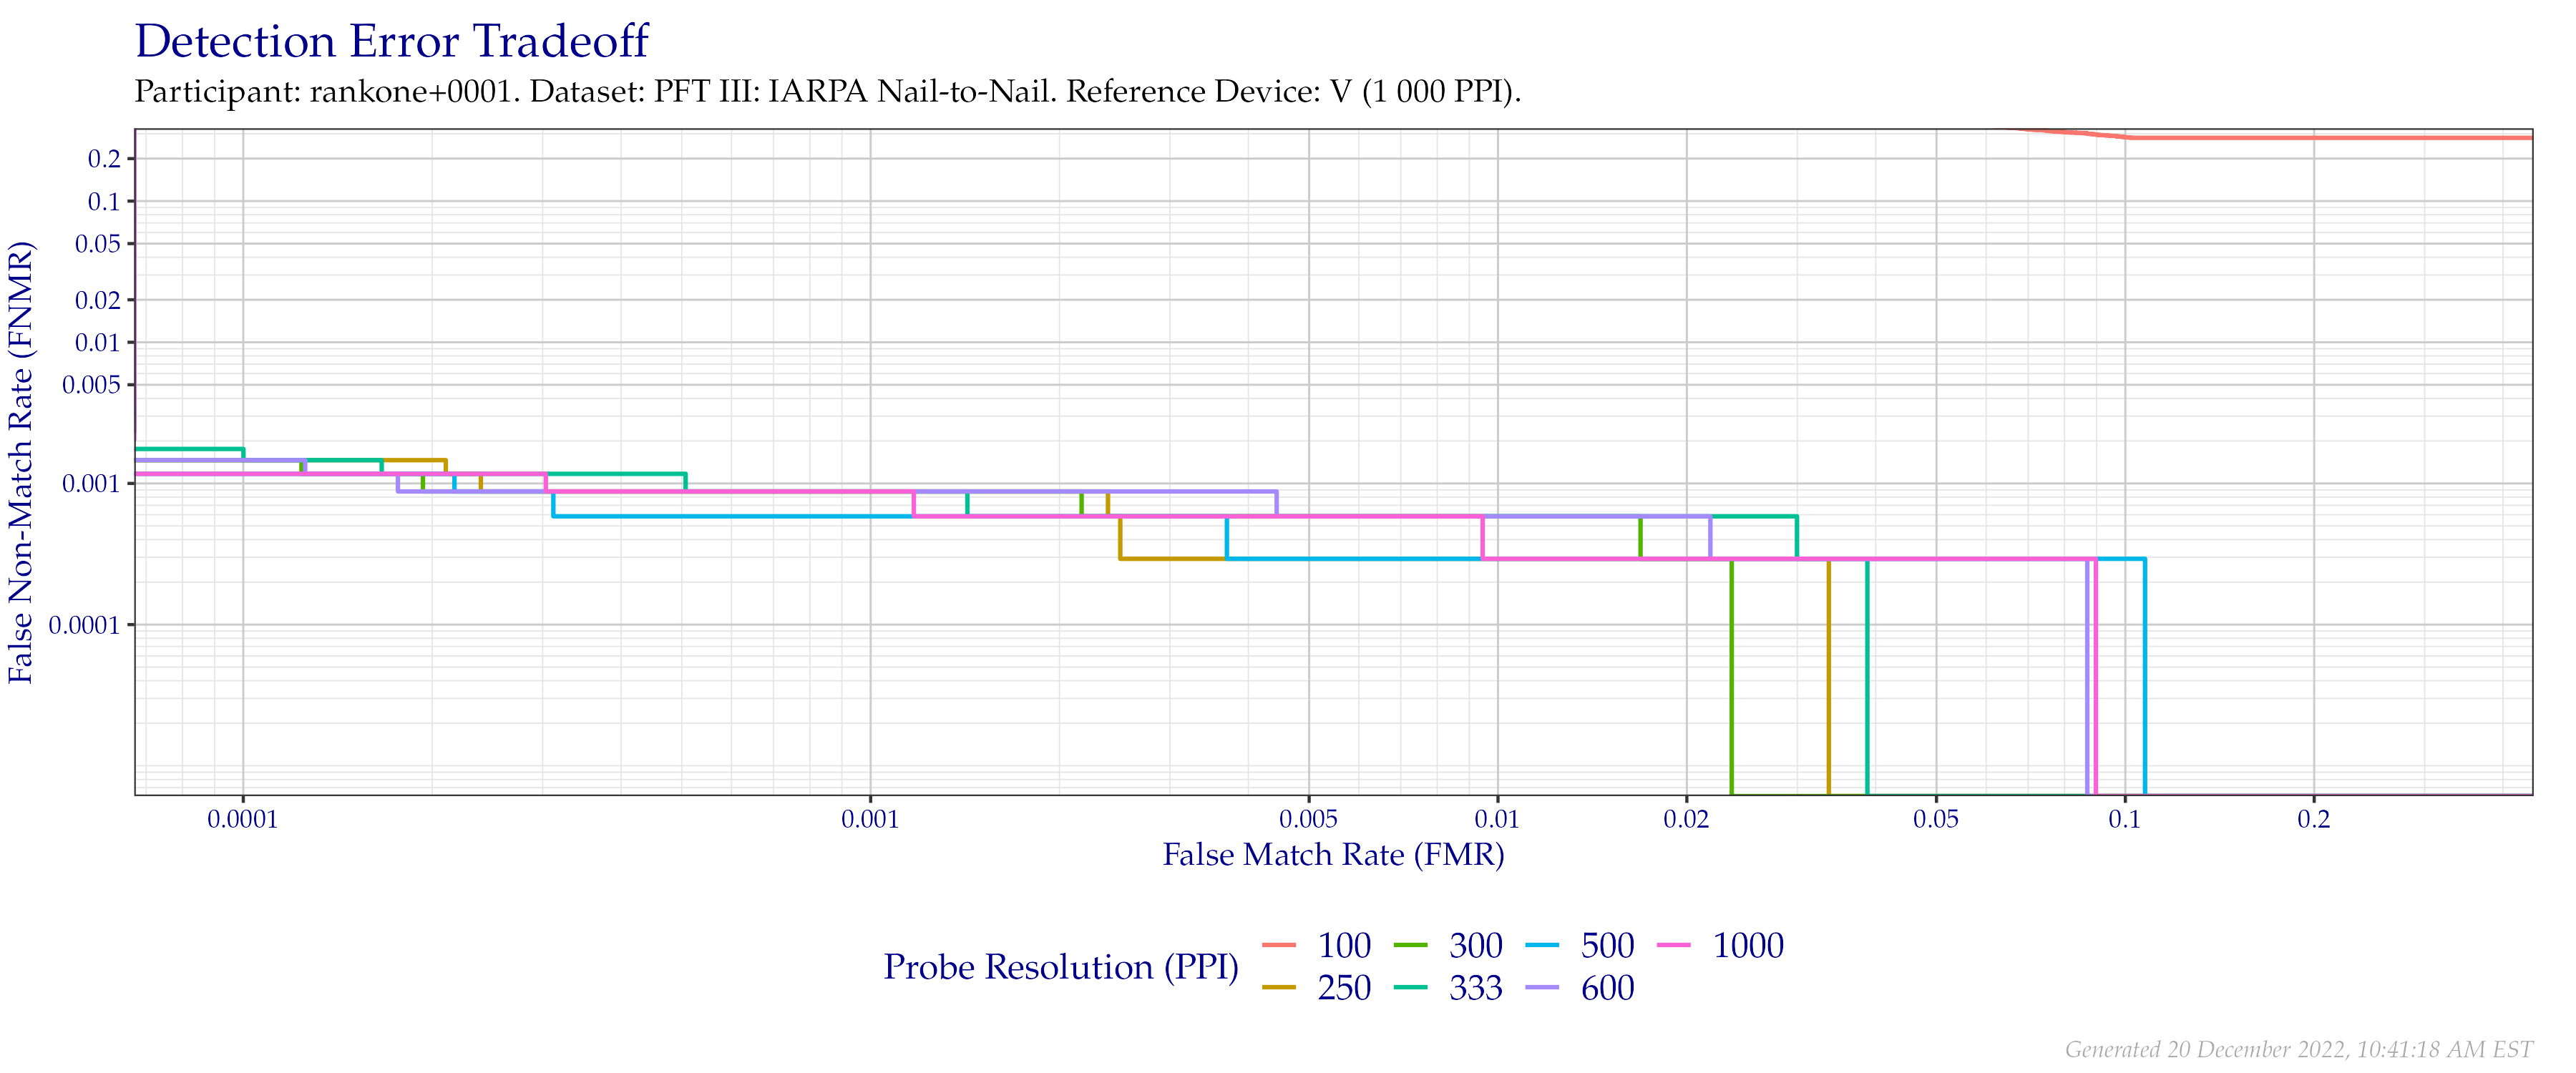 Detection Error Tradeoff
Participant: rankone+0001. Dataset: PFT III: IARPA Nail-to-Nail. Reference Device: V (1 000 PPI).
False Non-Match Rate (FNMR)
0.2
0.1
0.05
0.02
0.01
0.005
0.001
0.0001
0.0001 0.001 0.005 0.01 0.02 0.05 0.1 0.2
False Match Rate (FMR)
Probe Resolution (PPI)
100 300 500 1000
250 333 600
Generated 20 December 2022, 10:41:18 AM EST